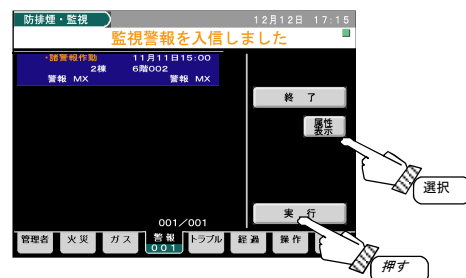 防排煙・監視
12月12日 17:15
監視警報を入信しました
・諸警報作動 11月11日15:00
2棟 6階002
警報 MX 警報 MX
終 了
属性
表示
選択
001/001
実 行
管理者 火災 ガス 警報 トラブル 経過 操作
001
押す